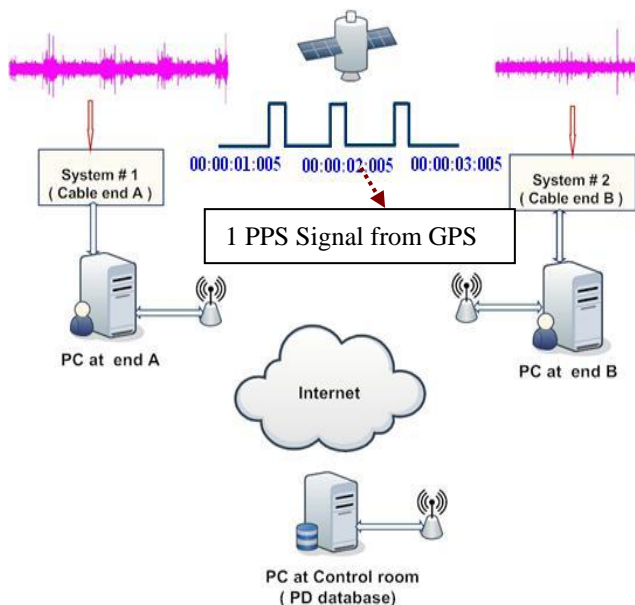 00:00:01:005 00:00:02:005 00:00:03:005
System # 1
( Cable end A)
System # 2
( Cable end B)
1 PPS Signal from GPS
PC at end A
PC at end B
Internet
PC at Control room
( PD database)